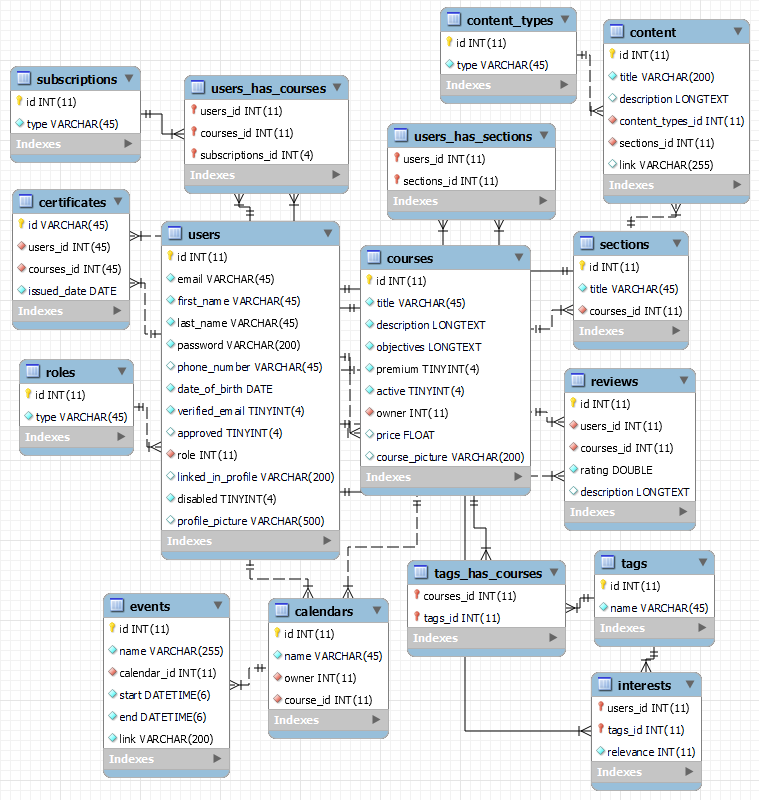 content_types
id INT(11)
type VARCHAR(45)
Indexes
content
id INT(11)
title VARCHAR(200)
description LONGTEXT
content_types_id INT(11)
sections_id INT(11)
link VARCHAR(255)
Indexes
subscriptions
id INT(11)
type VARCHAR(45)
Indexes
users_has_courses
users_id INT(11)
courses_id INT(11)
subscriptions_id INT(4)
Indexes
users_has_sections
users_id INT(11)
sections_id INT(11)
Indexes
certificates
id VARCHAR(45)
users_id INT(45)
courses_id INT(45)
issued_date DATE
Indexes
users
id INT(11)
email VARCHAR(45)
first_name VARCHAR(45)
last_name VARCHAR(45)
password VARCHAR(200)
phone_number VARCHAR(45)
date_of_birth DATE
verified_email TINYINT(4)
approved TINYINT(4)
role INT(11)
linked_in_profile VARCHAR(200)
disabled TINYINT(4)
profile_picture VARCHAR(500)
Indexes
courses
id INT(11)
title VARCHAR(45)
description LONGTEXT
objectives LONGTEXT
premium TINYINT(4)
active TINYINT(4)
owner INT(11)
price FLOAT
course_picture VARCHAR(200)
Indexes
sections
id INT(11)
title VARCHAR(45)
courses_id INT(11)
Indexes
roles
id INT(11)
type VARCHAR(45)
Indexes
reviews
id INT(11)
users_id INT(11)
courses_id INT(11)
rating DOUBLE
description LONGTEXT
Indexes
tags_has_courses
courses_id INT(11)
tags_id INT(11)
Indexes
tags
id INT(11)
name VARCHAR(45)
Indexes
events
id INT(11)
name VARCHAR(255)
calendar_id INT(11)
start DATETIME(6)
end DATETIME(6)
link VARCHAR(200)
Indexes
calendars
id INT(11)
name VARCHAR(45)
owner INT(11)
course_id INT(11)
Indexes
interests
users_id INT(11)
tags_id INT(11)
relevance INT(11)
Indexes